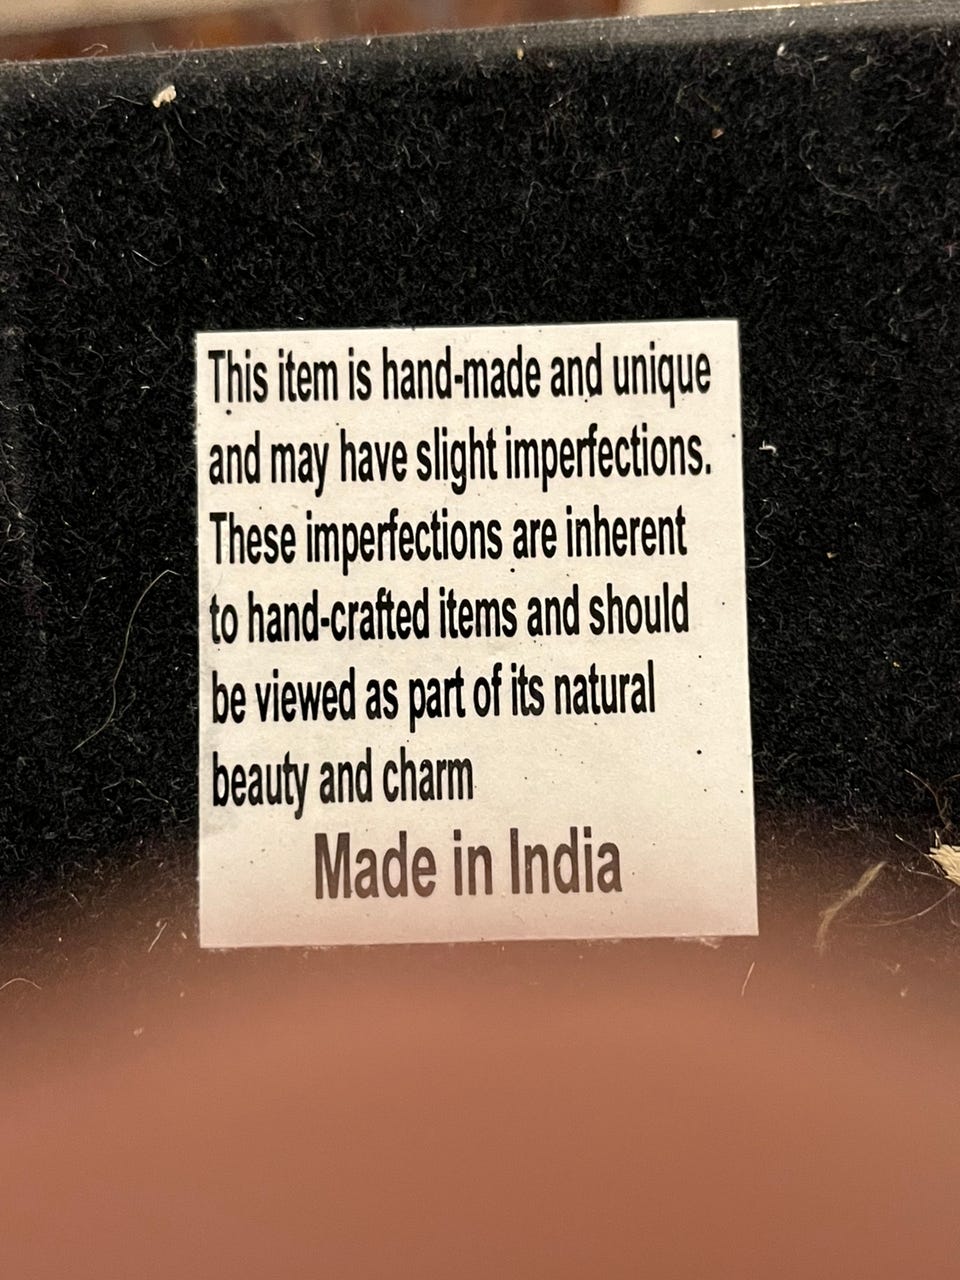 This item is hand-made and unique
and may have slight imperfections.
These imperfections are inherent
to hand-crafted items and should
be viewed as part of its natural
beauty and charm
Made in India